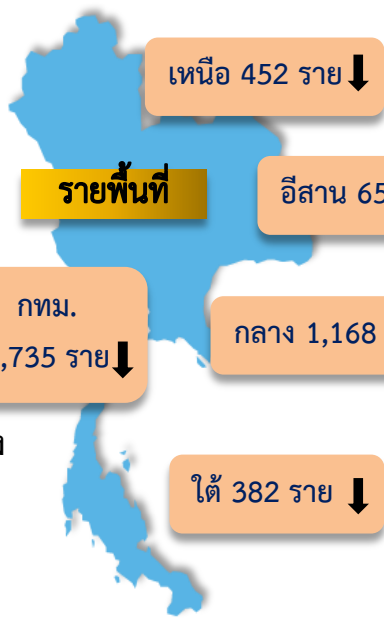 เหนือ 452 ราย
รายพื้นที่
อีสาน 65
กทม.
,735 ราย
กลาง 1,168
ใต้ 382 ราย